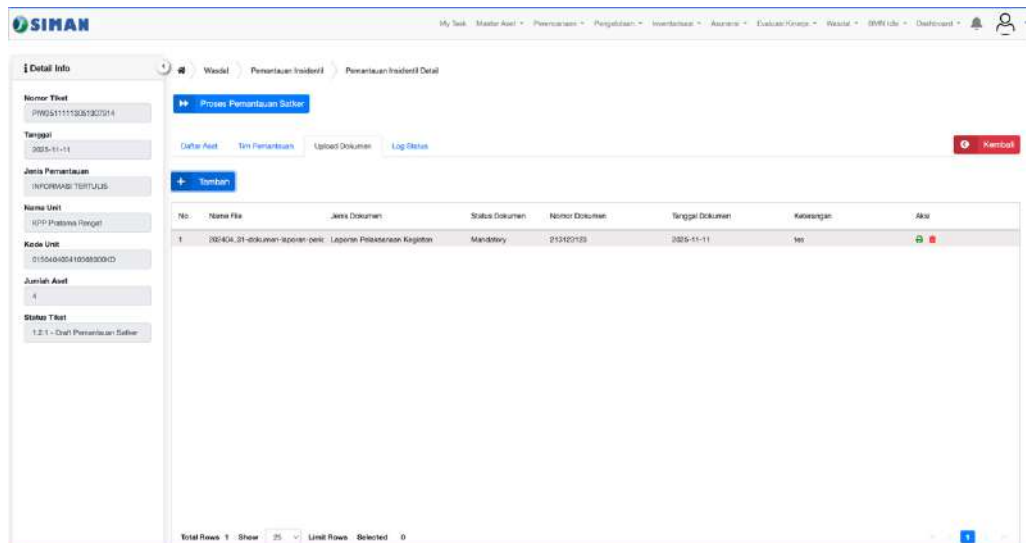 SIMAN
My Task Master Aset Perencanaan Pengelolaan Inventarisasi Asuransi Evaluasi Kinerja Wasdal BMN Idle Dashboard
Detail Info
Wasdal Pemantauan Insidentil Pemantauan Insidentil Detail
Nomor Tiket
Proses Pemantauan Satker
Tanggal
2025-11-11
Daftar Aset Tim Pemantauan Upload Dokumen Log Status
Kembali
Jenis Pemantauan
INFORMASI TERTULIS
+ Tambah
Nama Unit
KPP Pratama Rengat
No Nama File Jenis Dokumen Status Dokumen Nomor Dokumen Tanggal Dokumen Keterangan Aksi
1 Laporan Pelaksanaan Kegiatan Mandatory 2025-11-11 tes
Kode Unit
Jumlah Aset
4
Status Tiket
1.2.1 - Draft Pemantauan Satker
Total Rows 1 Show 25 Limit Rows Selected 0
1